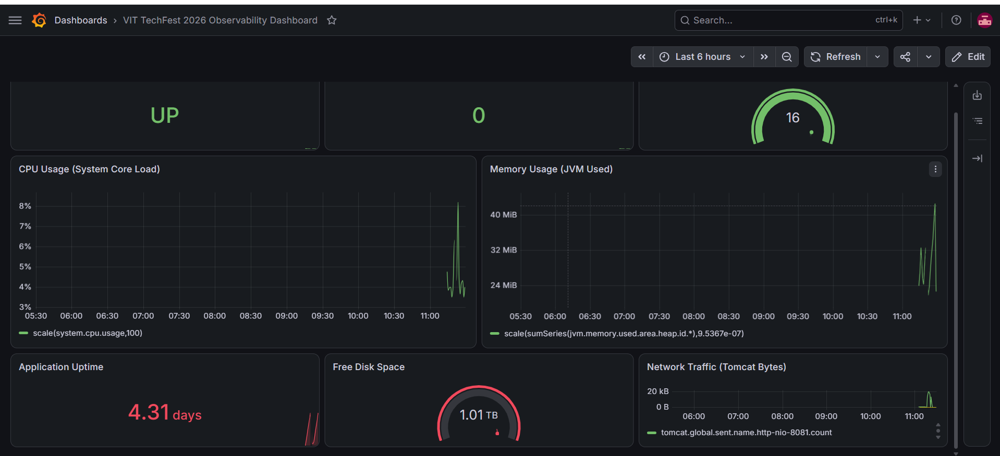 Dashboards › VIT TechFest 2026 Observability Dashboard
Search... ctrl+k
Last 6 hours
Refresh
Edit
UP
0
16
CPU Usage (System Core Load)
8%
7%
6%
5%
4%
3%
05:30 06:00 06:30 07:00 07:30 08:00 08:30 09:00 09:30 10:00 10:30 11:00
scale(system.cpu.usage,100)
Memory Usage (JVM Used)
40 MiB
32 MiB
24 MiB
05:30 06:00 06:30 07:00 07:30 08:00 08:30 09:00 09:30 10:00 10:30 11:00
scale(sumSeries(jvm.memory.used.area.heap.id.*),9.5367e-07)
Application Uptime
4.31 days
Free Disk Space
1.01 TB
Network Traffic (Tomcat Bytes)
20 kB
0 B
06:00 07:00 08:00 09:00 10:00 11:00
tomcat.global.sent.name.http-nio-8081.count